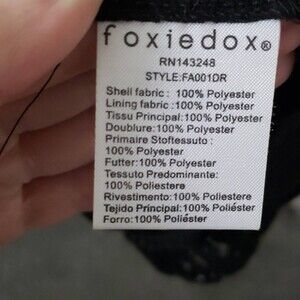 foxiedox®
RN143248
STYLE:FA001DR
Shell fabric : 100% Polyester
Lining fabric : 100% Polyester
Tissu Principal: 100% Polyester
Doublure: 100% Polyester
Primaire Stoffestuto :
100% Polyester
Futter: 100% Polyester
Tessuto Predominante:
100% Poliestere
Rivestimento: 100% Poliestere
Tejido Principal: 100% Poliéster
Forro: 100% Poliéster